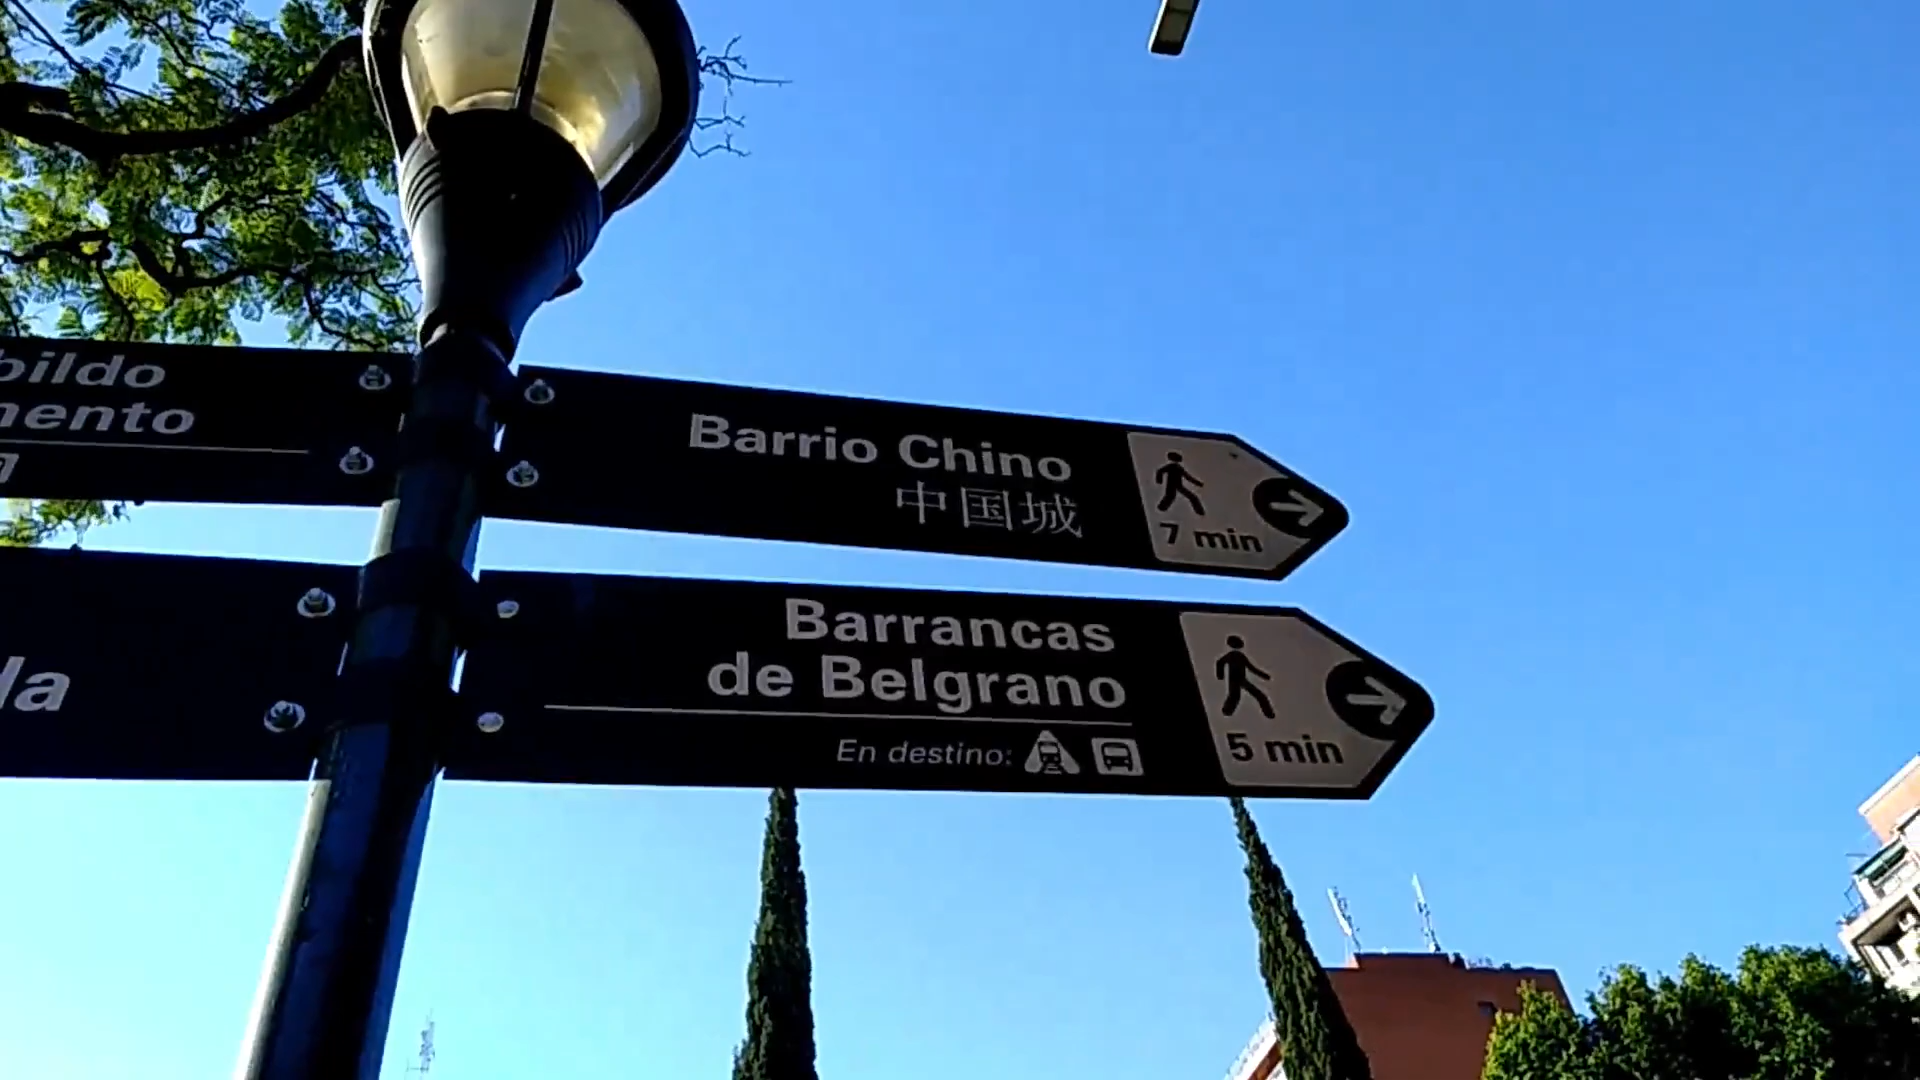 Barrio Chino
中国城
7 min
Barrancas
de Belgrano
En destino:
5 min